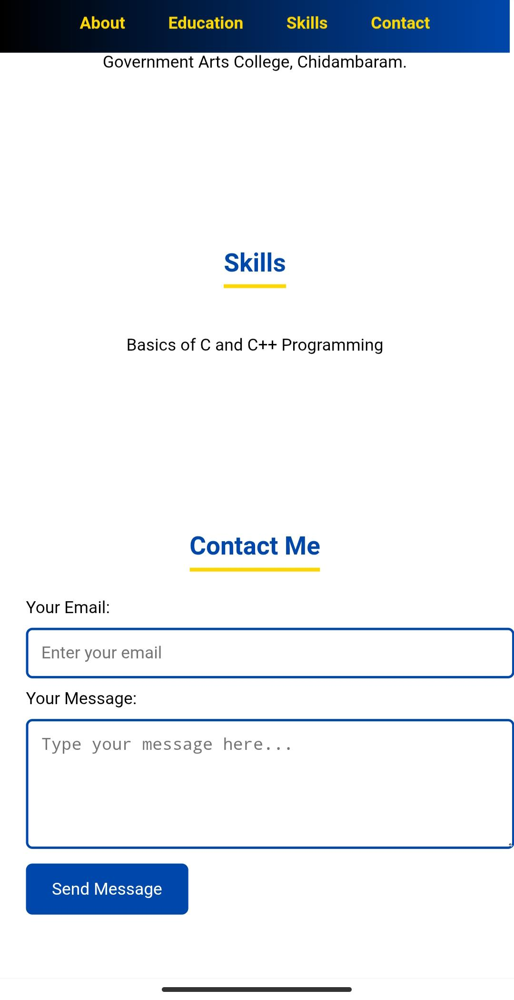 About Education Skills Contact
Government Arts College, Chidambaram.
Skills
Basics of C and C++ Programming
Contact Me
Your Email:
Enter your email
Your Message:
Type your message here...
Send Message